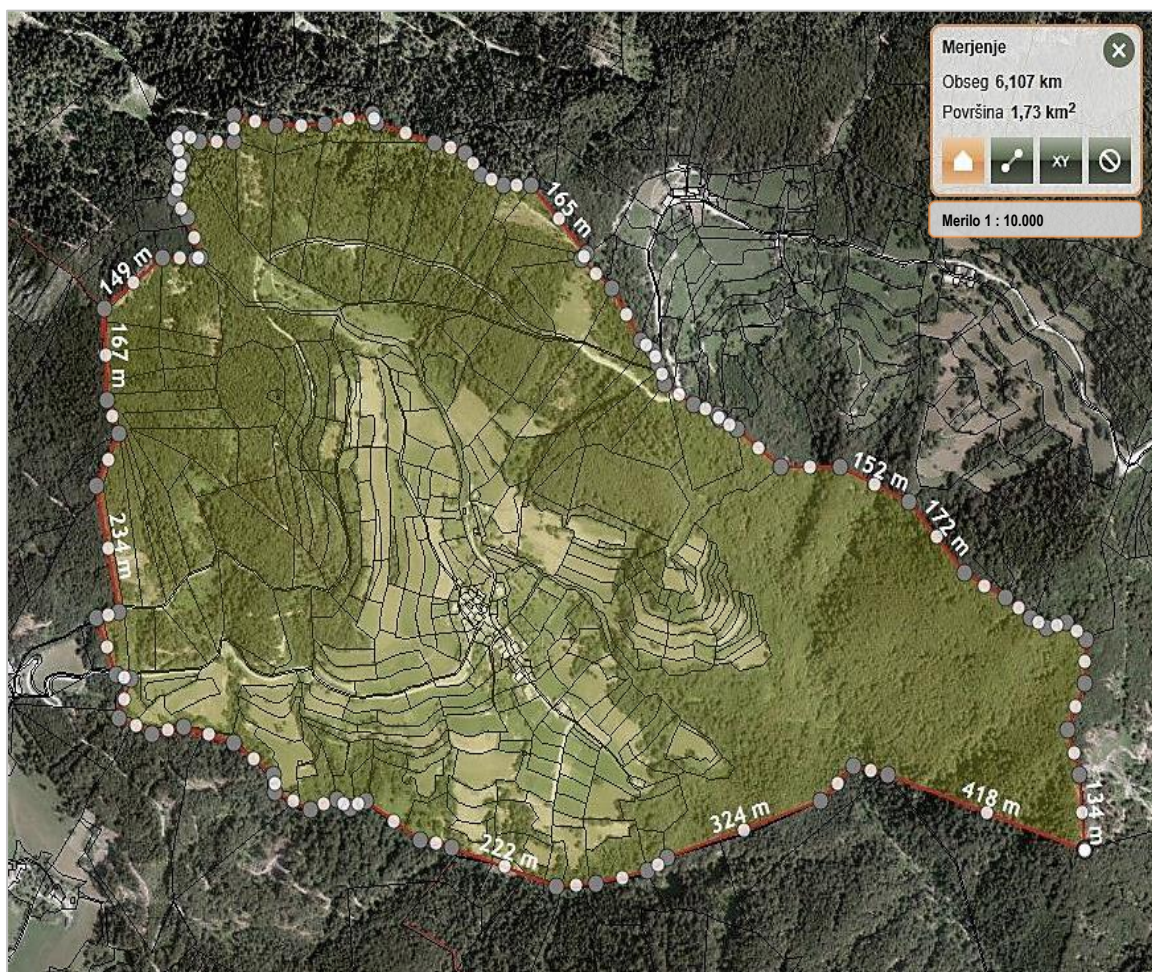 Merjenje
Obseg 6,107 km
Površina 1,73 km²
XY
Merilo 1 : 10.000
165 m
149 m
167 m
152 m
172 m
234 m
418 m
134 m
324 m
222 m